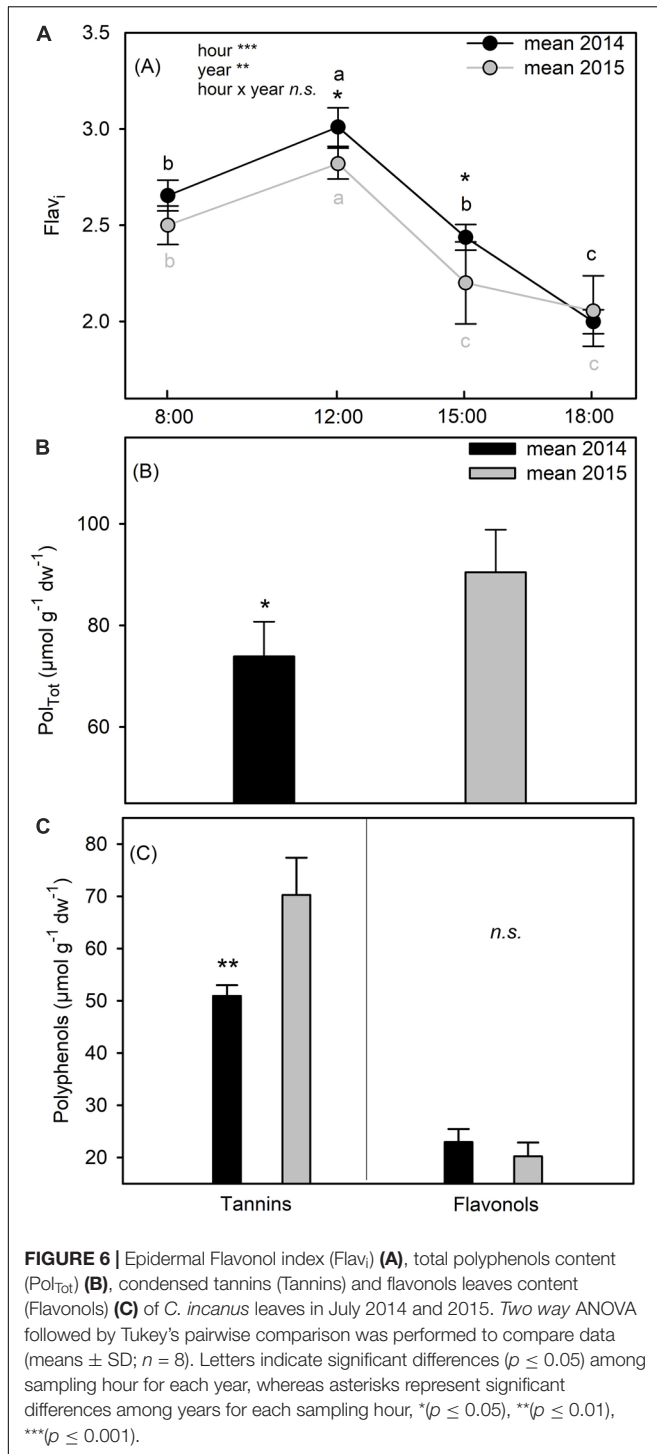 A
(A)
hour ***
year **
hour x year n.s.
mean 2014
mean 2015
3.5
3.0
2.5
2.0
Flavi
b
a
*
*
b
c
b
a
c
c
8:00
12:00
15:00
18:00
B
(B)
mean 2014
mean 2015
100
80
60
PolTot (µmol g-1 dw-1)
*
C
(C)
80
70
60
50
40
30
20
Polyphenols (µmol g-1 dw-1)
**
n.s.
Tannins
Flavonols
FIGURE 6 | Epidermal Flavonol index (Flavi) (A), total polyphenols content
(PolTot) (B), condensed tannins (Tannins) and flavonols leaves content
(Flavonols) (C) of C. incanus leaves in July 2014 and 2015. Two way ANOVA
followed by Tukey's pairwise comparison was performed to compare data
(means ± SD; n = 8). Letters indicate significant differences (p ≤ 0.05) among
sampling hour for each year, whereas asterisks represent significant
differences among years for each sampling hour, *(p ≤ 0.05), **(p ≤ 0.01),
***(p ≤ 0.001).